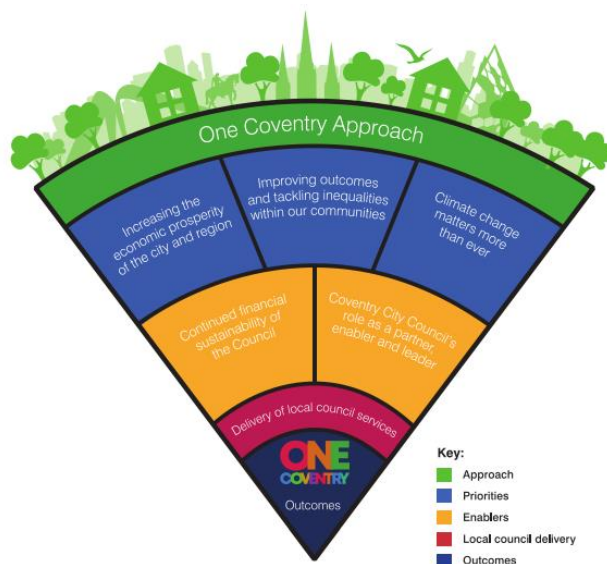 One Coventry Approach
Increasing the
economic prosperity
of the city and region
Improving outcomes
and tackling inequalities
within our communities
Climate change
matters more
than ever
Continued financial
sustainability of
the Council
Coventry City Council's
role as a partner,
enabler and leader
Delivery of local council services
ONE
COVENTRY
Outcomes
Key:
Approach
Priorities
Enablers
Local council delivery
Outcomes